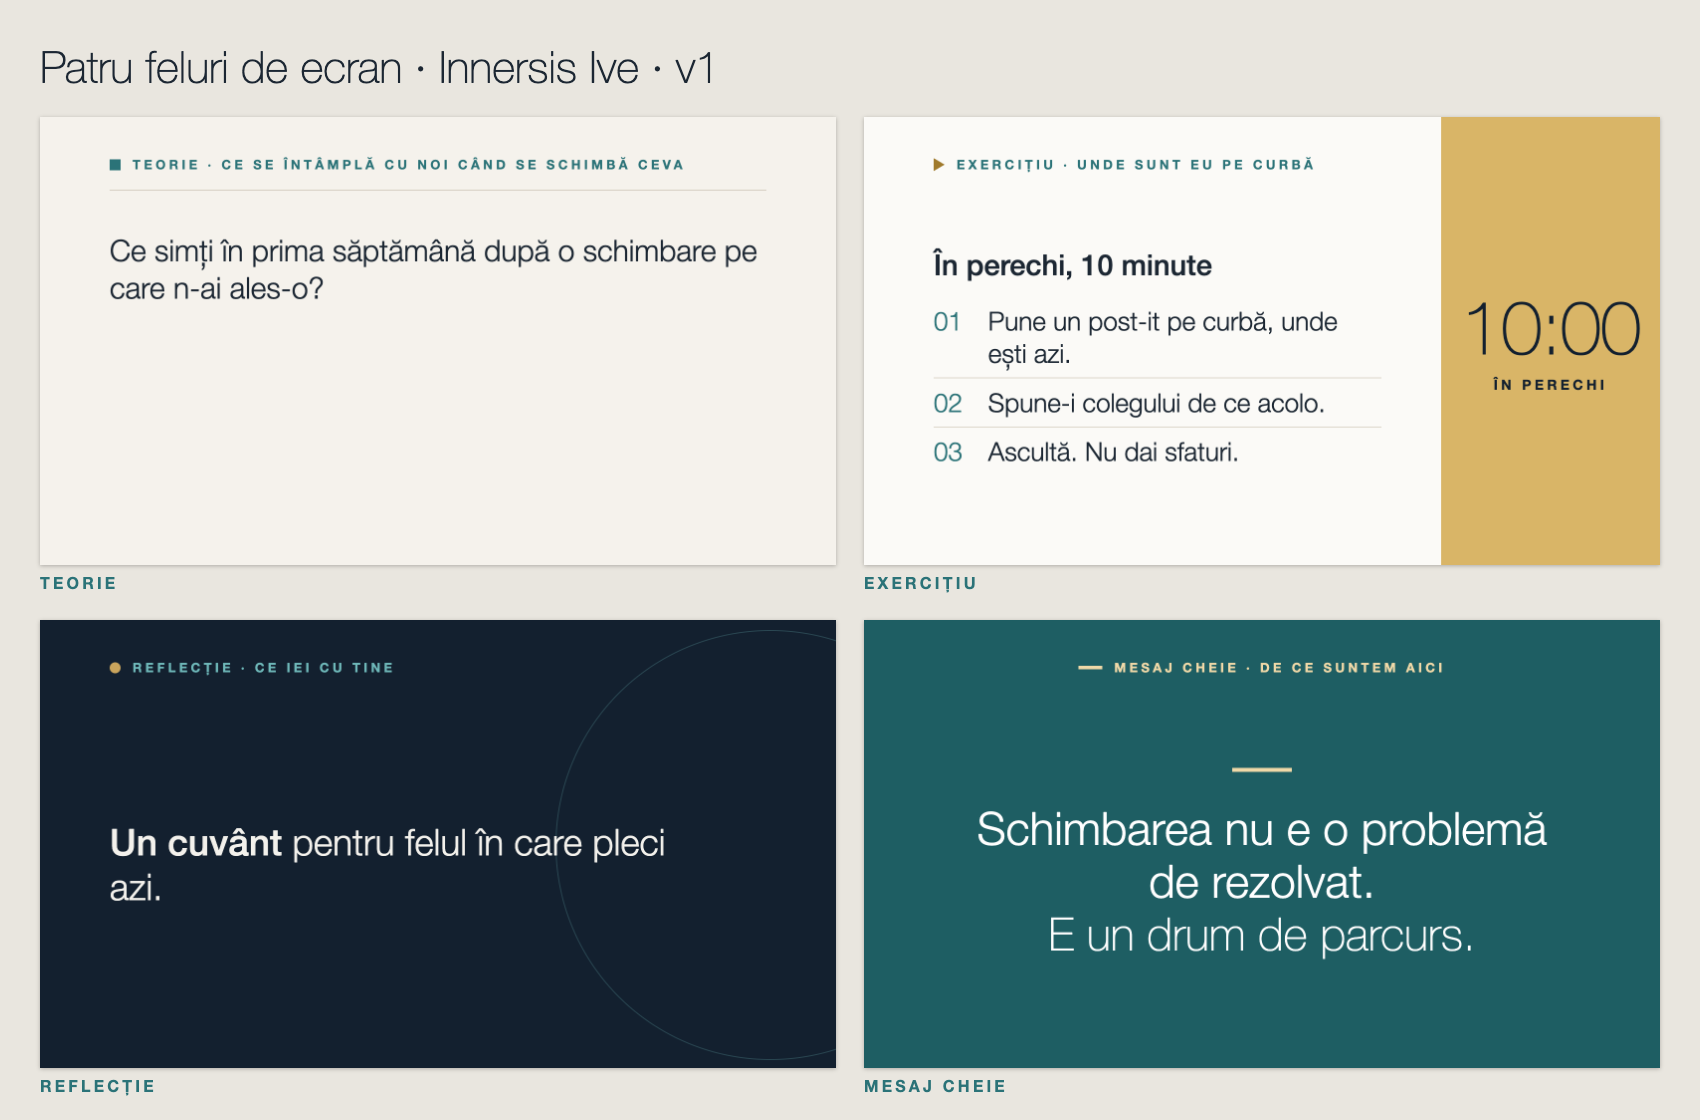 Patru feluri de ecran · Innersis Ive · v1
TEORIE · CE SE ÎNTÂMPLĂ CU NOI CÂND SE SCHIMBĂ CEVA
Ce simți în prima săptămână după o schimbare pe
care n-ai ales-o?
TEORIE
EXERCIȚIU · UNDE SUNT EU PE CURBĂ
În perechi, 10 minute
01 Pune un post-it pe curbă, unde
ești azi.
02 Spune-i colegului de ce acolo.
03 Ascultă. Nu dai sfaturi.
10:00
ÎN PERECHI
EXERCIȚIU
REFLECȚIE · CE IEI CU TINE
Un cuvânt pentru felul în care pleci
azi.
REFLECȚIE
MESAJ CHEIE · DE CE SUNTEM AICI
Schimbarea nu e o problemă
de rezolvat.
E un drum de parcurs.
MESAJ CHEIE